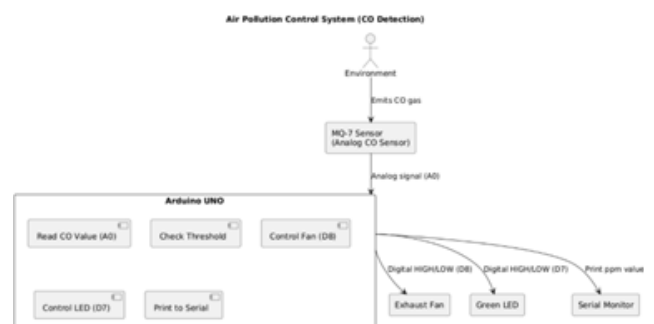 Air Pollution Control System (CO Detection)
Environment
Emits CO gas
MQ-7 Sensor
(Analog CO Sensor)
Analog signal (A0)
Arduino UNO
Read CO Value (A0)
Check Threshold
Control Fan (D8)
Digital HIGH/LOW (D8)
Digital HIGH/LOW (D7)
Print ppm value
Control LED (D7)
Print to Serial
Exhaust Fan
Green LED
Serial Monitor